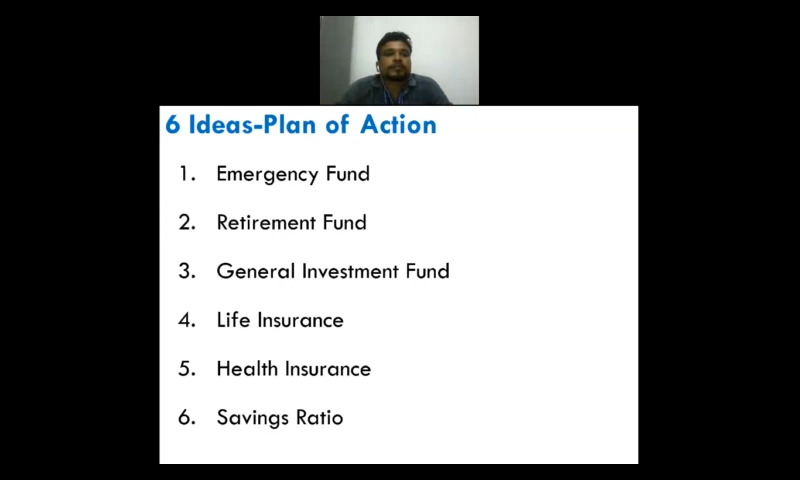 6 Ideas-Plan of Action
1. Emergency Fund
2. Retirement Fund
3. General Investment Fund
4. Life Insurance
5. Health Insurance
6. Savings Ratio